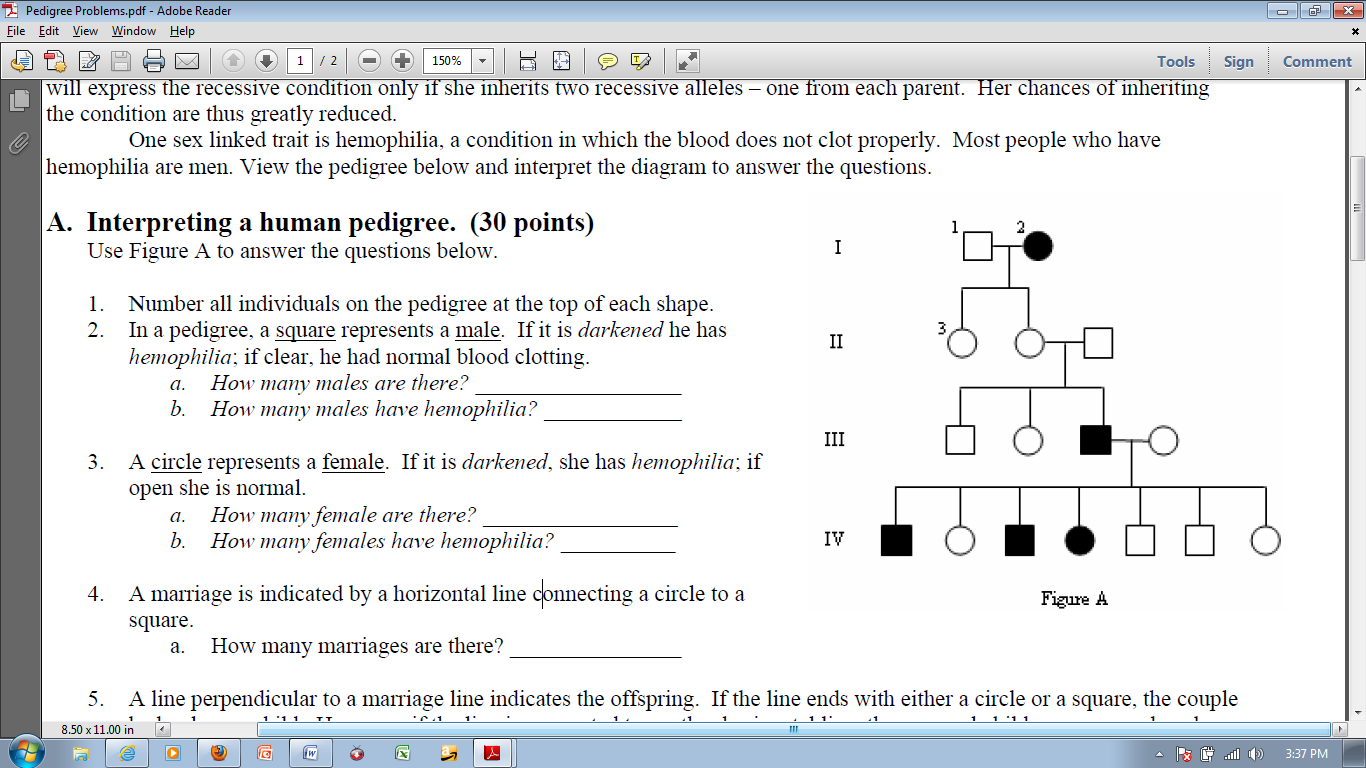 Pedigree Problems.pdf - Adobe Reader
File Edit View Window Help
1 / 2 150% Tools Sign Comment
will express the recessive condition only if she inherits two recessive alleles – one from each parent. Her chances of inheriting
the condition are thus greatly reduced.
One sex linked trait is hemophilia, a condition in which the blood does not clot properly. Most people who have
hemophilia are men. View the pedigree below and interpret the diagram to answer the questions.
A. Interpreting a human pedigree. (30 points)
Use Figure A to answer the questions below.
1. Number all individuals on the pedigree at the top of each shape.
2. In a pedigree, a square represents a male. If it is darkened he has
hemophilia; if clear, he had normal blood clotting.
a. How many males are there? _________________
b. How many males have hemophilia? ____________
3. A circle represents a female. If it is darkened, she has hemophilia; if
open she is normal.
a. How many female are there? _________________
b. How many females have hemophilia? __________
4. A marriage is indicated by a horizontal line connecting a circle to a
square.
a. How many marriages are there? _______________
5. A line perpendicular to a marriage line indicates the offspring. If the line ends with either a circle or a square, the couple
1 2
I
3
II
III
IV
Figure A
8.50 x 11.00 in
3:37 PM